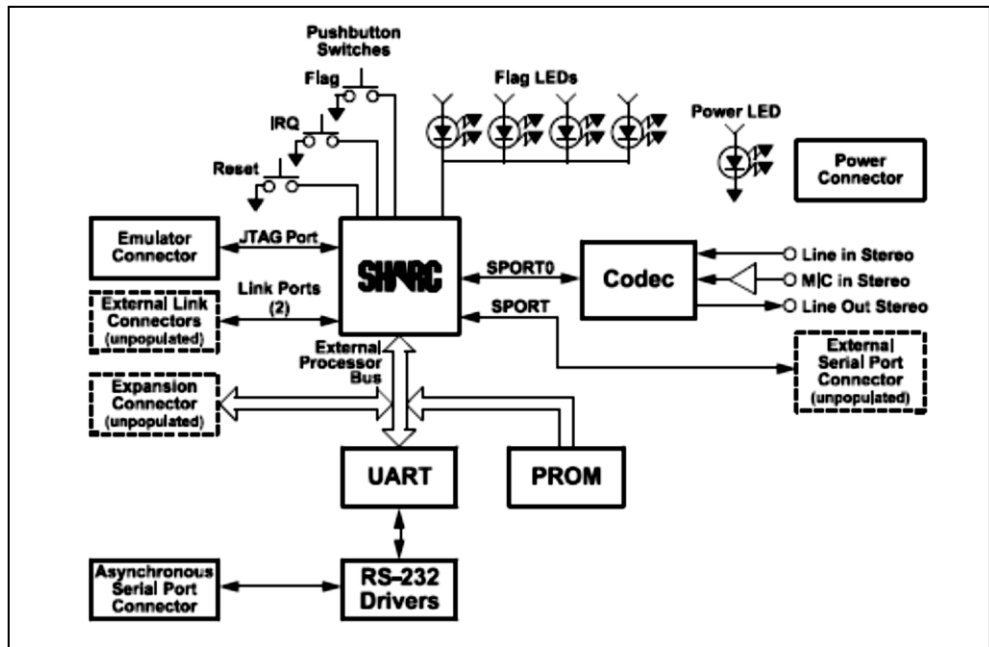 Pushbutton
Switches
Flag
IRQ
Reset
Flag LEDs
Power LED
Power
Connector
Emulator
Connector
JTAG Port
SHARC
SPORT0
Codec
Line in Stereo
M|C in Stereo
Line Out Stereo
External Link
Connectors
(unpopulated)
Link Ports
(2)
SPORT
External
Processor
Bus
External
Serial Port
Connector
(unpopulated)
Expansion
Connector
(unpopulated)
UART
PROM
Asynchronous
Serial Port
Connector
RS-232
Drivers